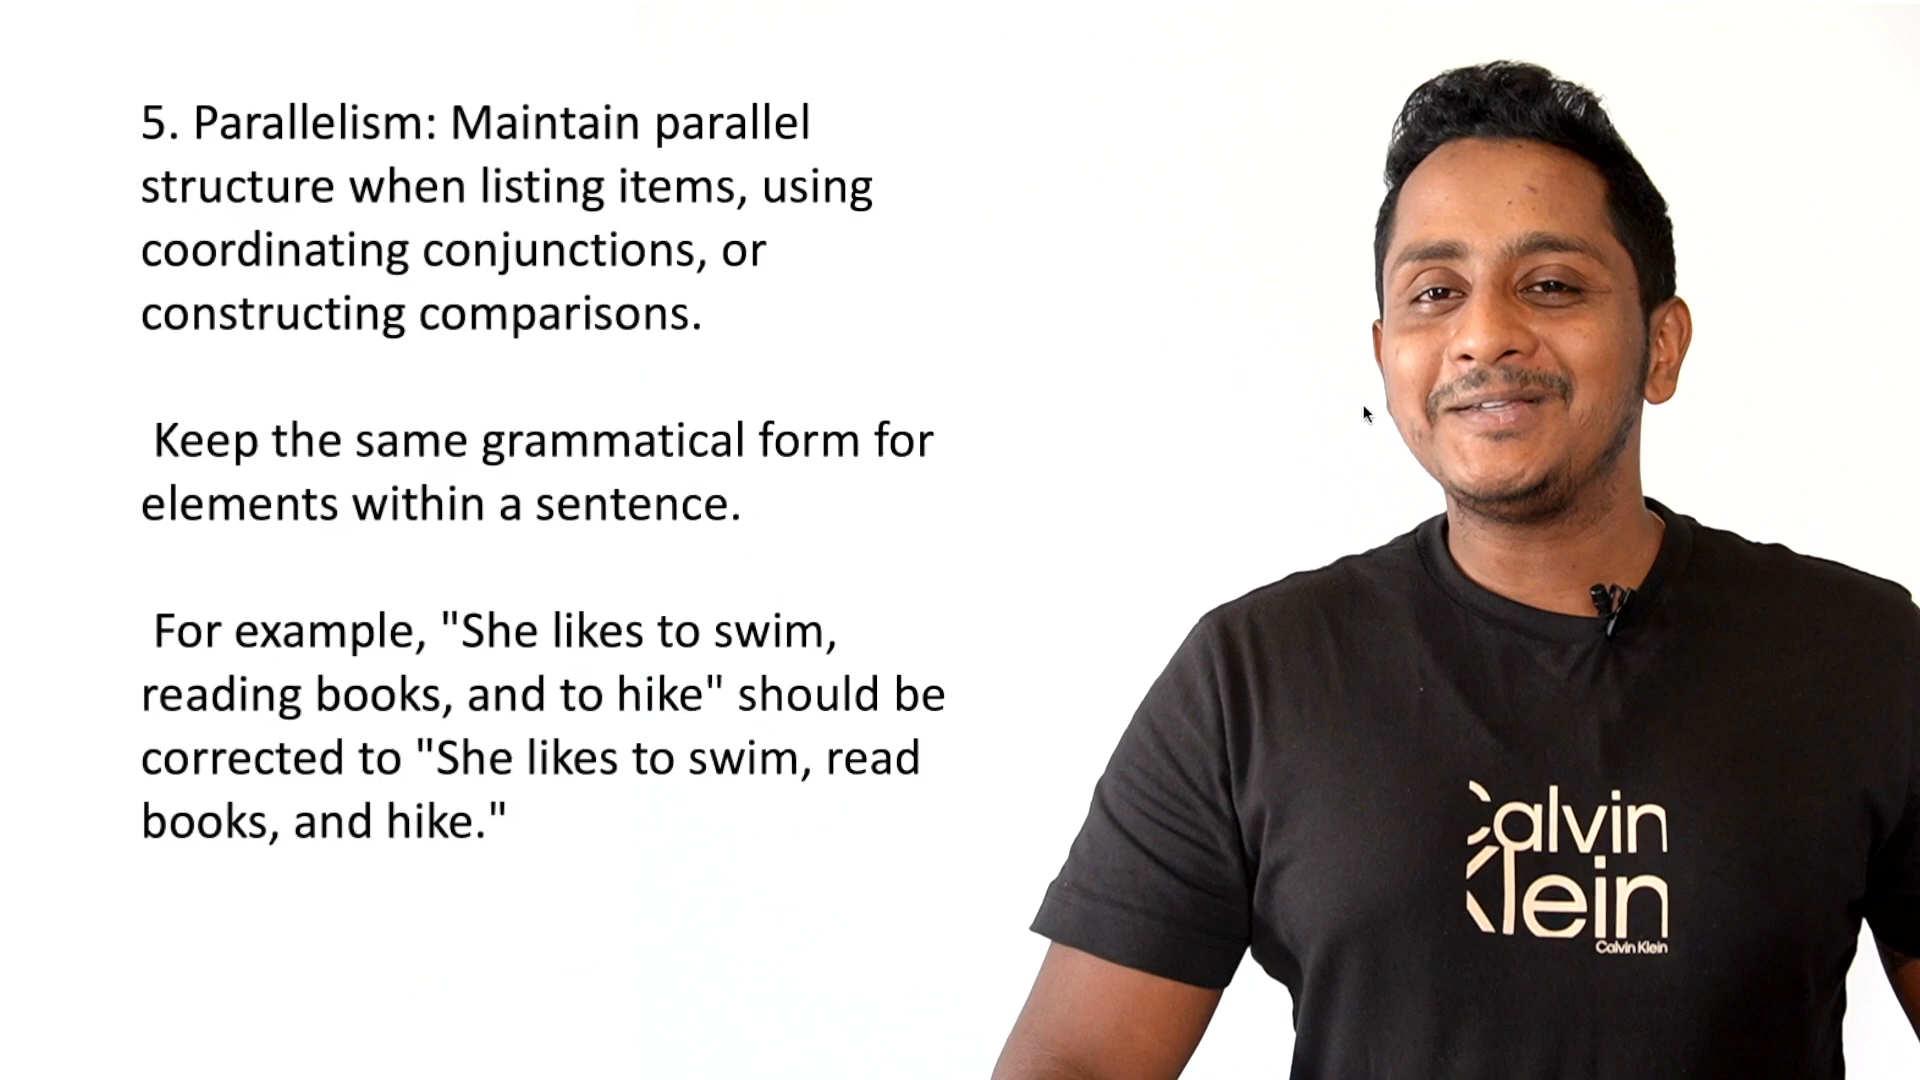 5. Parallelism: Maintain parallel
structure when listing items, using
coordinating conjunctions, or
constructing comparisons.
Keep the same grammatical form for
elements within a sentence.
For example, "She likes to swim,
reading books, and to hike" should be
corrected to "She likes to swim, read
books, and hike."
Calvin
Klein
Calvin Klein